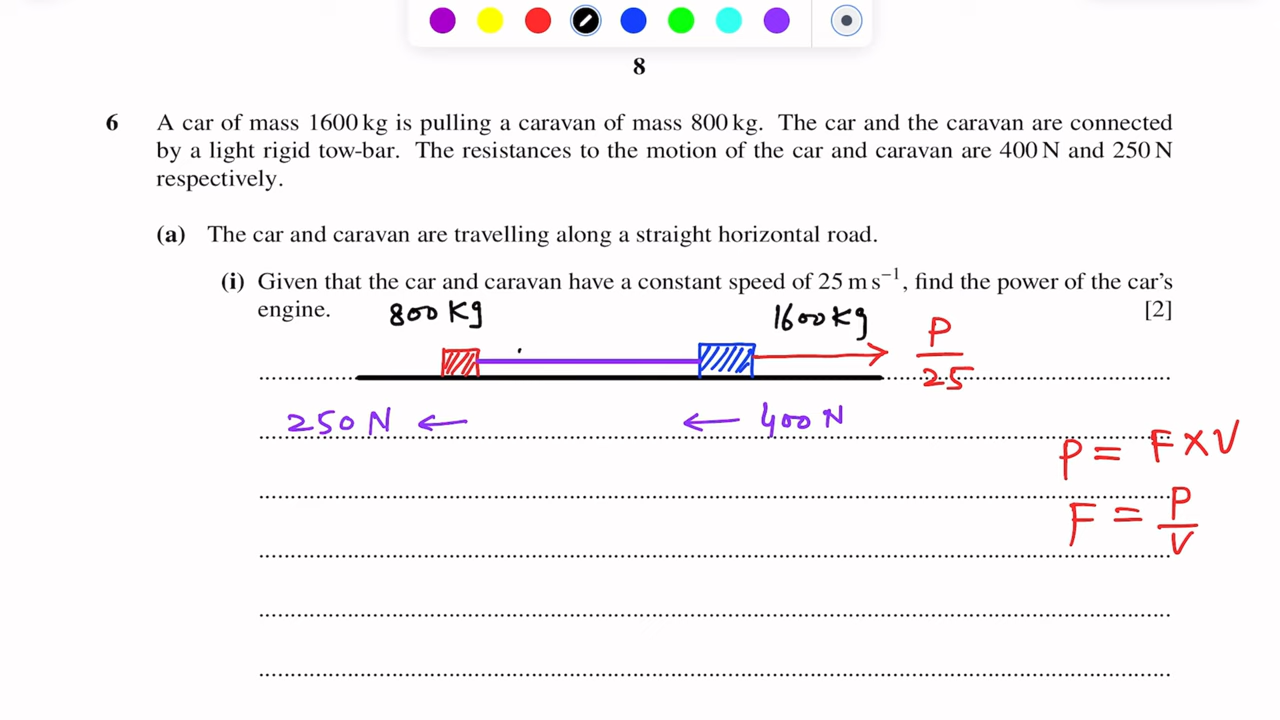 8
6 A car of mass 1600 kg is pulling a caravan of mass 800 kg. The car and the caravan are connected
by a light rigid tow-bar. The resistances to the motion of the car and caravan are 400 N and 250 N
respectively.
(a) The car and caravan are travelling along a straight horizontal road.
(i) Given that the car and caravan have a constant speed of 25 m s⁻¹, find the power of the car's
engine. [2]
800 Kg 1600 Kg
P
25
250 N ← ← 400 N
P = F × V
F = P
V